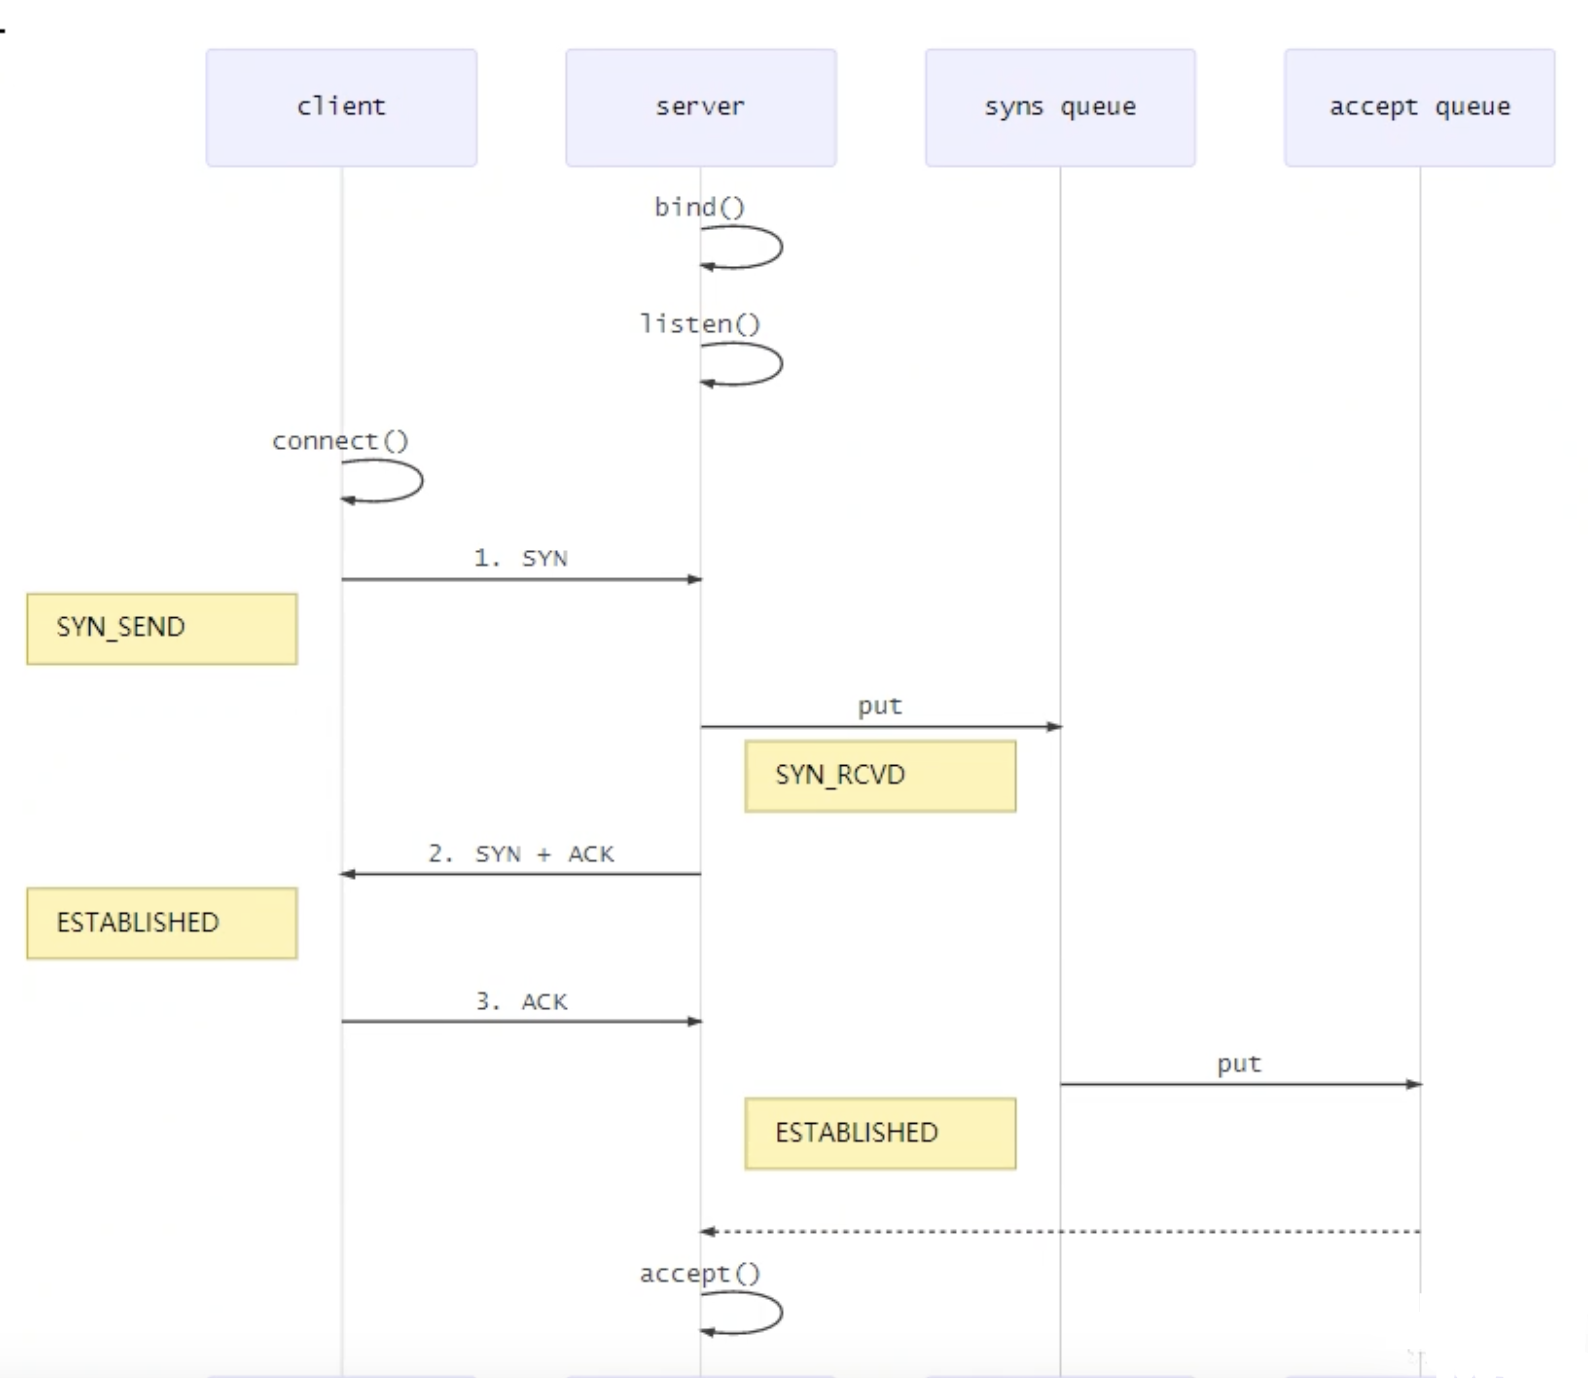 client
server
syns queue
accept queue
bind()
listen()
connect()
1. SYN
SYN_SEND
put
SYN_RCVD
2. SYN + ACK
ESTABLISHED
3. ACK
put
ESTABLISHED
accept()